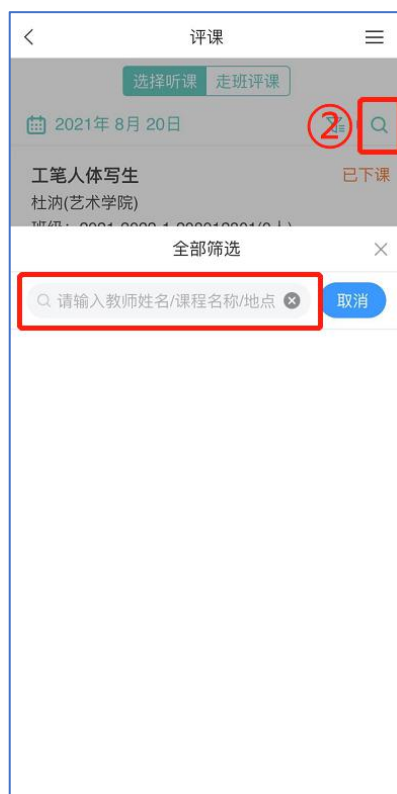 评课
选择听课 走班评课
2021年 8月 20日 ②
工笔人体写生 已下课
杜汭(艺术学院)
全部筛选
请输入教师姓名/课程名称/地点 取消